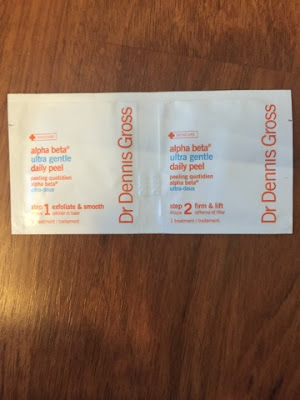 alpha beta®
ultra gentle
daily peel
peeling quotidien
alpha beta®
ultra-doux
step 1 exfoliate & smooth
étape
1 treatment / traitement
Dr Dennis Gross
alpha beta®
ultra gentle
daily peel
peeling quotidien
alpha beta®
ultra-doux
step 2 firm & lift
étape
1 treatment / traitement
Dr Dennis Gross